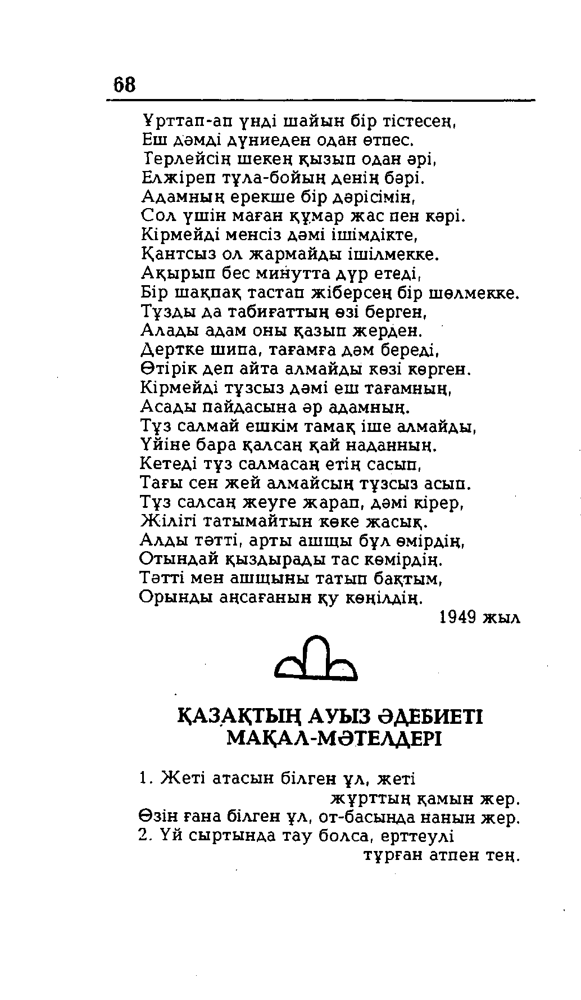 68
Ұрттап-ап үнді шайын бір тістесең,
Еш дәмді дүниеден одан өтпес.
Терлейсің шекең қызып одан әрі,
Елжіреп тұла-бойың денің бәрі.
Адамның ерекше бір дәрісімін,
Сол үшін маған құмар жас пен кәрі.
Кірмейді менсіз дәмі ішімдікте,
Қантсыз ол жармайды ішілмекке.
Ақырып бес минутта дүр етеді,
Бір шақпақ тастап жіберсең бір шөлмекке.
Тұзды да табиғаттың өзі берген,
Алады адам оны қазып жерден.
Дертке шипа, тағамға дәм береді,
Өтірік деп айта алмайды көзі көрген.
Кірмейді тұзсыз дәмі еш тағамның,
Асады пайдасына әр адамның.
Тұз салмай ешкім тамақ іше алмайды,
Үйіне бара қалсаң қай наданның.
Кетеді тұз салмасаң етің сасып,
Тағы сен жей алмайсың тұзсыз асып.
Тұз салсаң жеуге жарап, дәмі кірер,
Жілігі татымайтын көке жасық.
Алды тәтті, арты ашщы бұл өмірдің,
Отындай қыздырады тас көмірдің.
Тәтті мен ашщыны татып бақтым,
Орынды аңсағанын қу көңілдің.
1949 жыл
ҚАЗАҚТЫҢ АУЫЗ ӘДЕБИЕТІ
МАҚАЛ-МӘТЕЛДЕРІ
1. Жеті атасын білген ұл, жеті
жұрттың қамын жер.
Өзін ғана білген ұл, от-басында нанын жер.
2. Үй сыртында тау болса, ерттеулі
тұрған атпен тең.